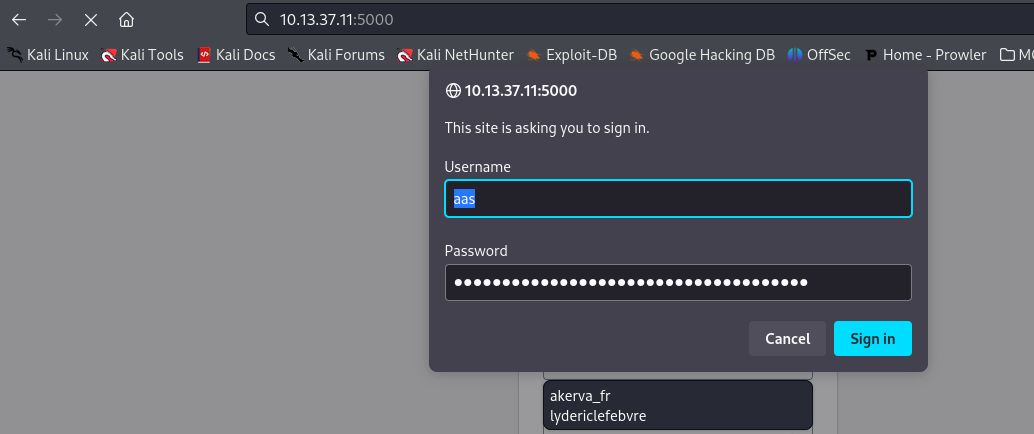 10.13.37.11:5000
Kali Linux Kali Tools Kali Docs Kali Forums Kali NetHunter Exploit-DB Google Hacking DB OffSec Home - Prowler
10.13.37.11:5000
This site is asking you to sign in.
Username
aas
Password
Cancel Sign in
akerva_fr
lydericlefebvre